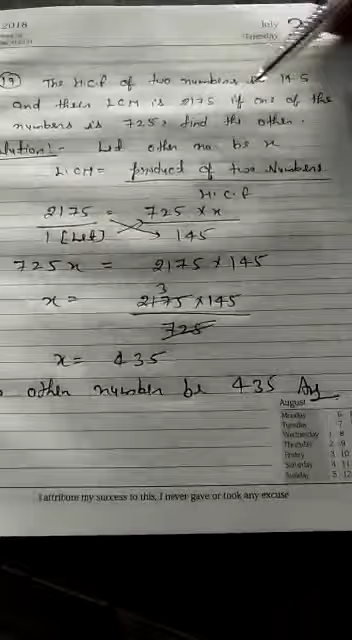 2018
July
Tuesday
The H.C.F of two numbers is 145
and their LCM is 2175 if one of the
numbers is 725, find the other.
Solution:- Let other no be x
L.C.M = product of two Numbers
H.C.F
2175 = 725 x x
1 [Let] 145
725x = 2175 x 145
x = 2175 x 145
3
725
x = 435
other number be 435 Ans
August
Monday 6
Tuesday 7
Wednesday 1 8
Thursday 2 9
Friday 3 10
Saturday 4 11
Sunday 5 12
I attribute my success to this, I never gave or took any excuse